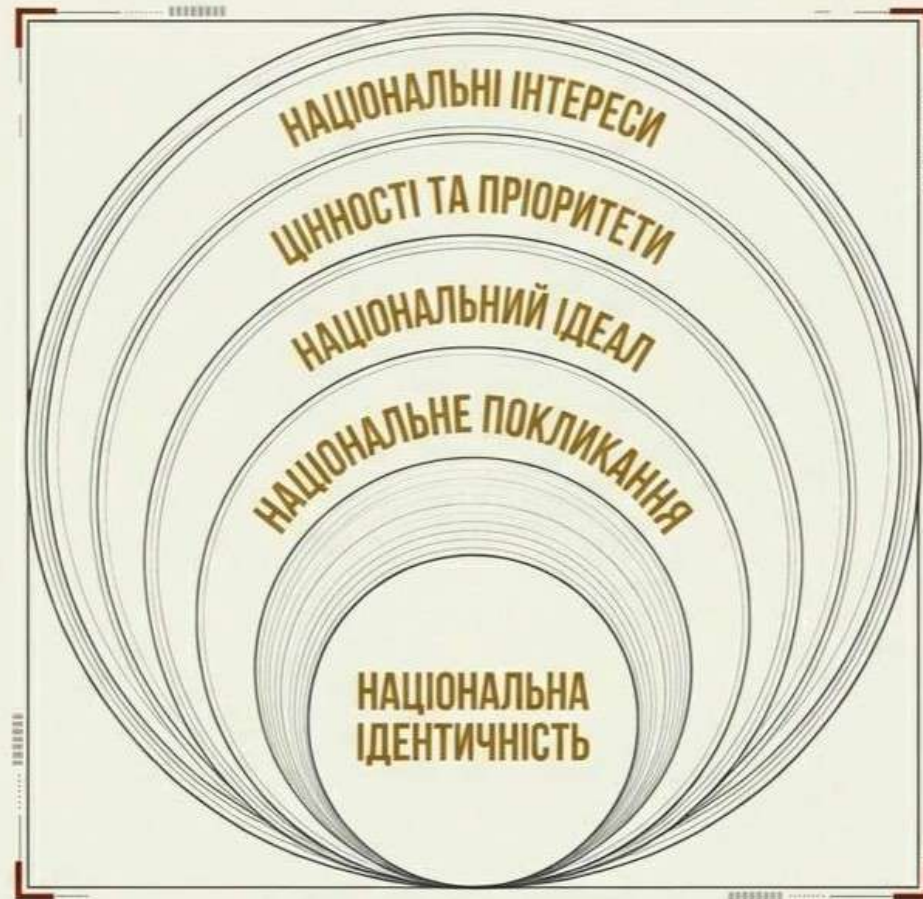 НАЦІОНАЛЬНІ ІНТЕРЕСИ
ЦІННОСТІ ТА ПРІОРИТЕТИ
НАЦІОНАЛЬНИЙ ІДЕАЛ
НАЦІОНАЛЬНЕ ПОКЛИКАННЯ
НАЦІОНАЛЬНА
ІДЕНТИЧНІСТЬ